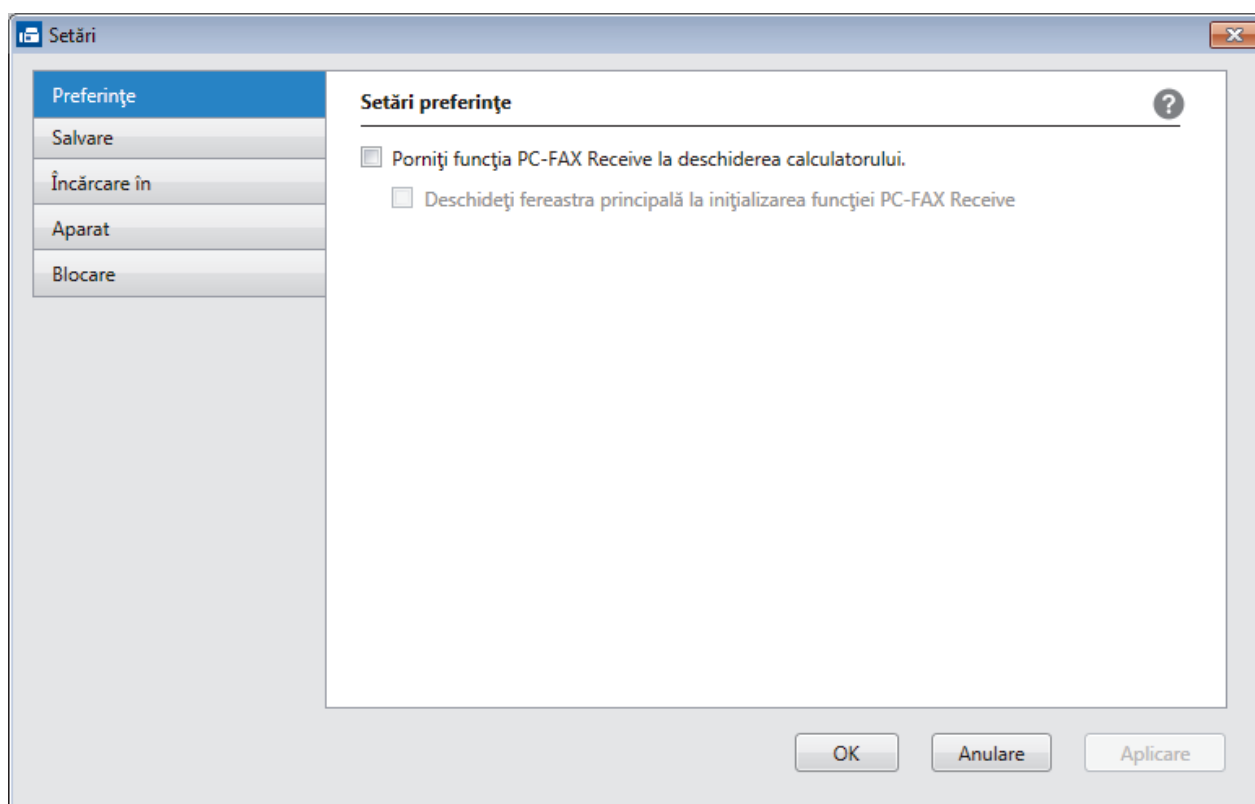 Setări
Preferinţe
Salvare
Încărcare în
Aparat
Blocare
Setări preferinţe
?
Porniţi funcţia PC-FAX Receive la deschiderea calculatorului.
Deschideţi fereastra principală la iniţializarea funcţiei PC-FAX Receive
OK
Anulare
Aplicare